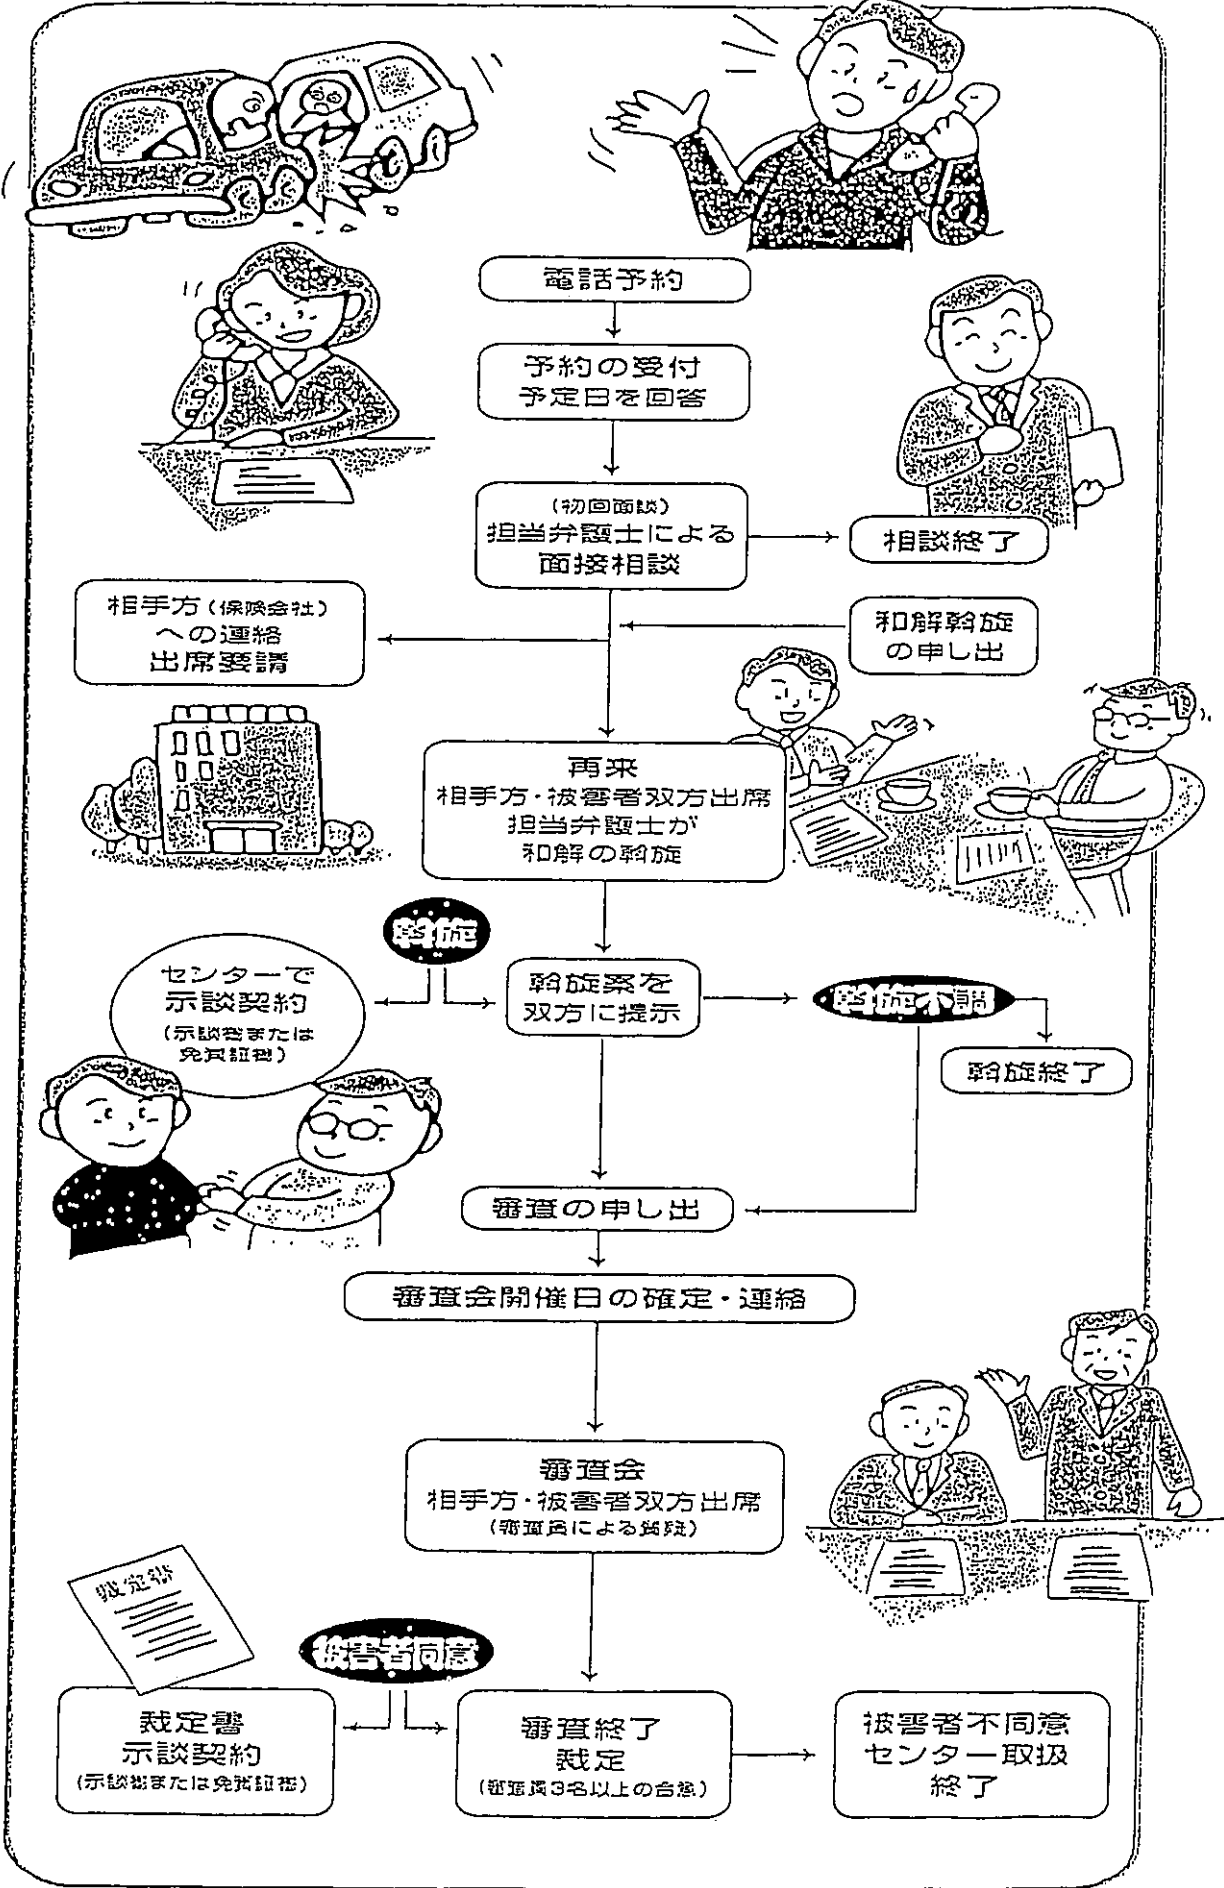 電話予約
予約の受付
予定日を回答
(初回面談)
担当弁護士による
面接相談
相談終了
相手方(保険会社)
への連絡
出席要請
和解斡旋
の申し出
再来
相手方・被害者双方出席
担当弁護士が
和解の斡旋
斡旋
センターで
示談契約
(示談書または
免責証書)
斡旋案を
双方に提示
斡旋不調
斡旋終了
審査の申し出
審査会開催日の確定・連絡
審査会
相手方・被害者双方出席
(審査員による質疑)
裁定書
被害者同意
裁定書
示談契約
(示談書または免責証書)
審査終了
裁定
(審査員3名以上の合意)
被害者不同意
センター取扱
終了